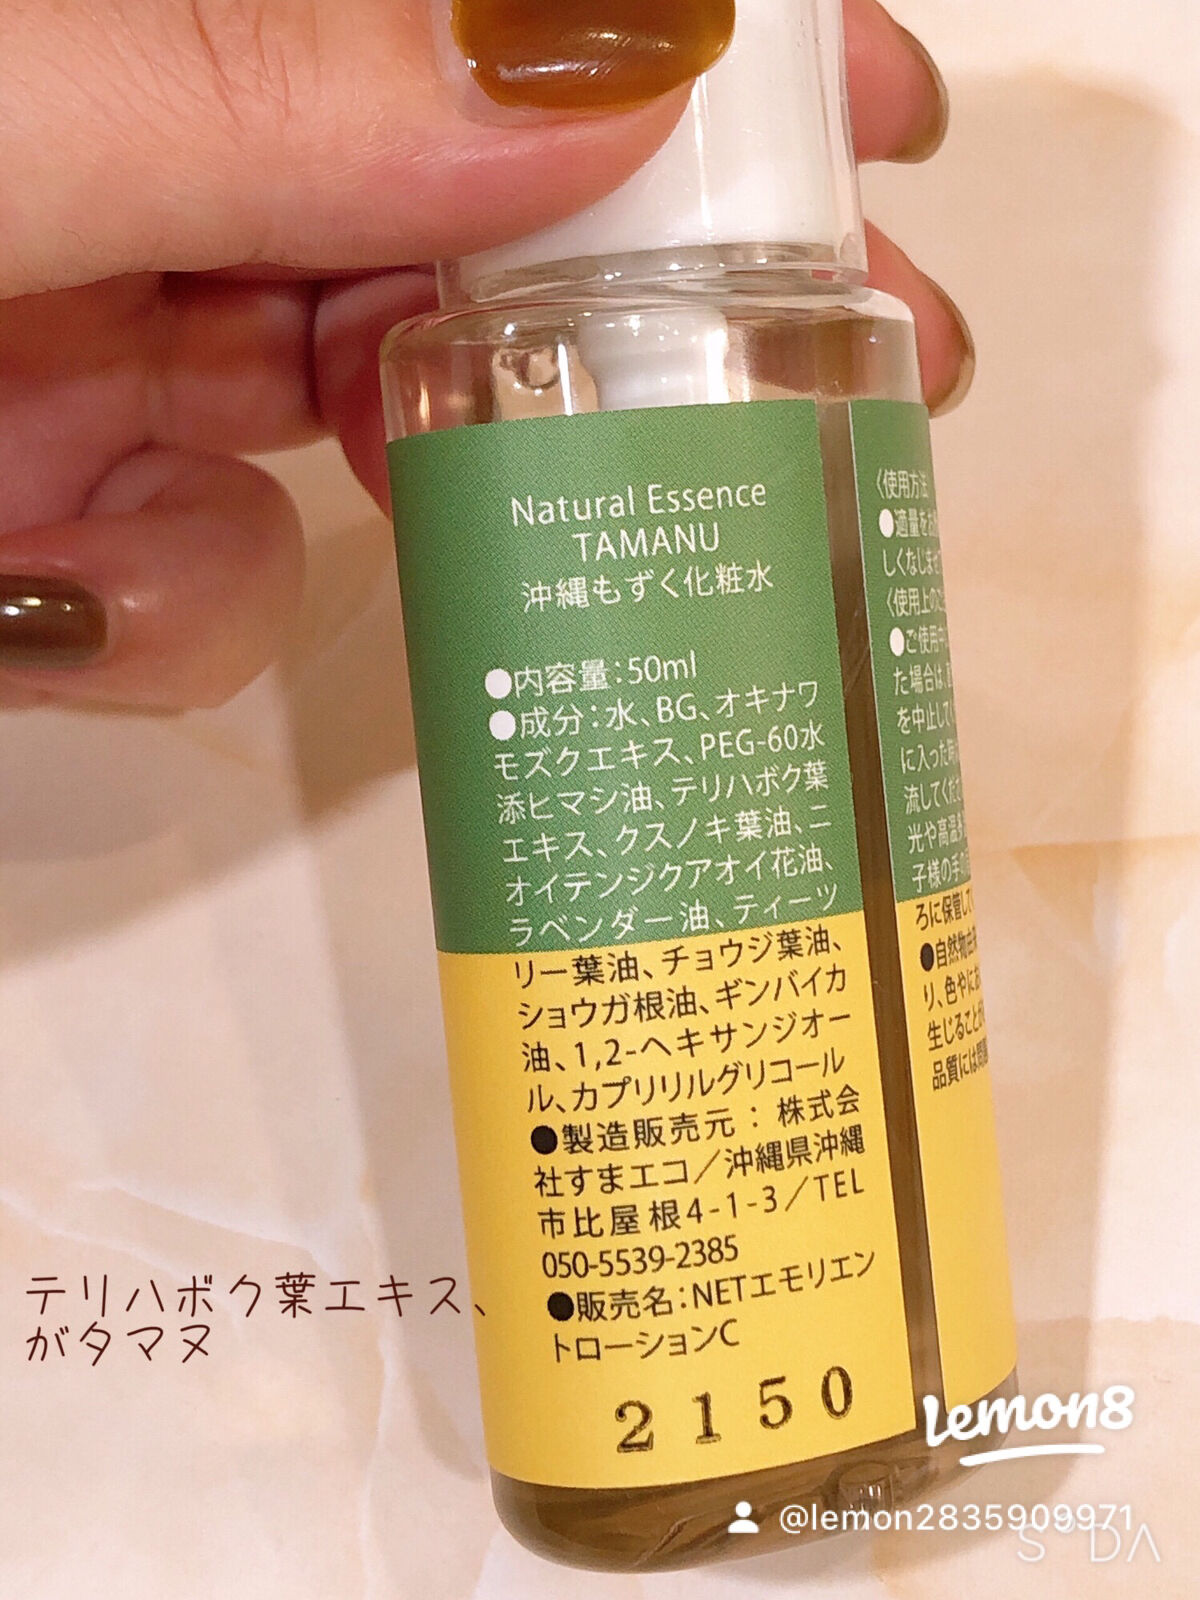 Natural Essence
TAMANU
沖縄もずく化粧水
●内容量:50ml
●成分:水、BG、オキナワ
モズクエキス、PEG-60水
添ヒマシ油、テリハボク葉
エキス、クスノキ葉油、ニ
オイテンジクアオイ花油、
ラベンダー油、ティーツ
リー葉油、チョウジ葉油、
ショウガ根油、ギンバイカ
油、1,2-ヘキサンジオー
ル、カプリリルグリコール
●製造販売元:株式会
社すまエコ/沖縄県沖縄
市比屋根4-1-3/TEL
050-5539-2385
●販売名:NETエモリエン
トローションC
2150
〈使用方法
●適量をお
しくなじませ
〈使用上のご
●ご使用中
た場合は、
を中止して
に入った時
流してくだ
光や高温多
子様の手の
ろに保管して
●自然物由
り、色やにお
生じること
品質には問題
テリハボク葉エキス、
がタマヌ
Lemon8
@lemon2835909971